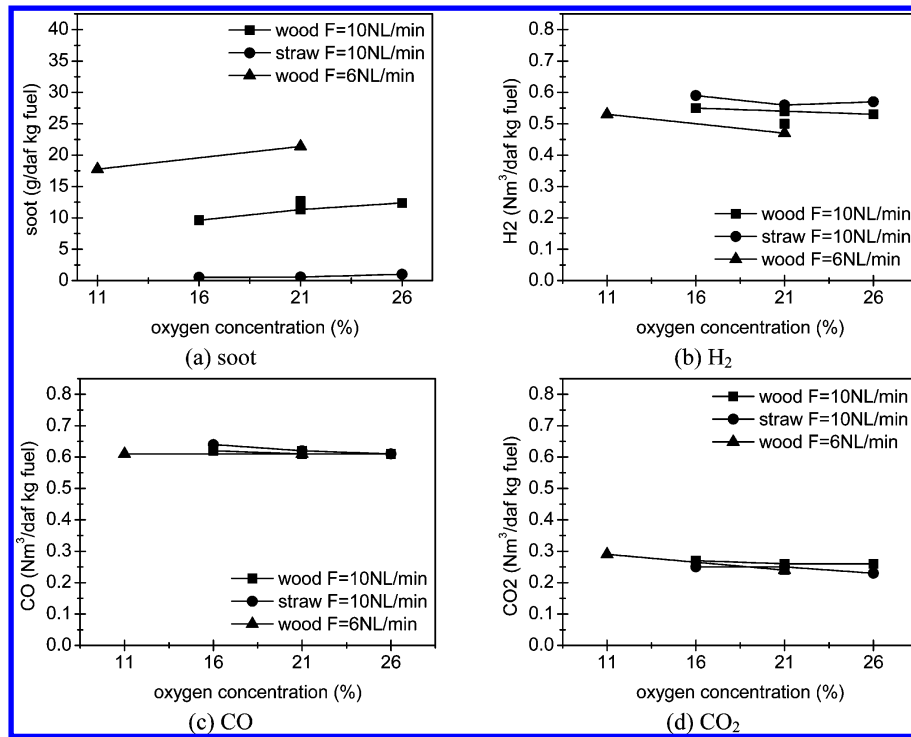 40
35
30
25
20
15
10
5
0
soot (g/daf kg fuel)
wood F=10NL/min
straw F=10NL/min
wood F=6NL/min
11 16 21 26
oxygen concentration (%)
(a) soot
0.8
0.7
0.6
0.5
0.4
0.3
0.2
0.1
0.0
H2 (Nm³/daf kg fuel)
wood F=10NL/min
straw F=10NL/min
wood F=6NL/min
11 16 21 26
oxygen concentration (%)
(b) H₂
0.8
0.7
0.6
0.5
0.4
0.3
0.2
0.1
0.0
CO (Nm³/daf kg fuel)
wood F=10NL/min
straw F=10NL/min
wood F=6NL/min
11 16 21 26
oxygen concentration (%)
(c) CO
0.8
0.7
0.6
0.5
0.4
0.3
0.2
0.1
0.0
CO2 (Nm³/daf kg fuel)
wood F=10NL/min
straw F=10NL/min
wood F=6NL/min
11 16 21 26
oxygen concentration (%)
(d) CO₂